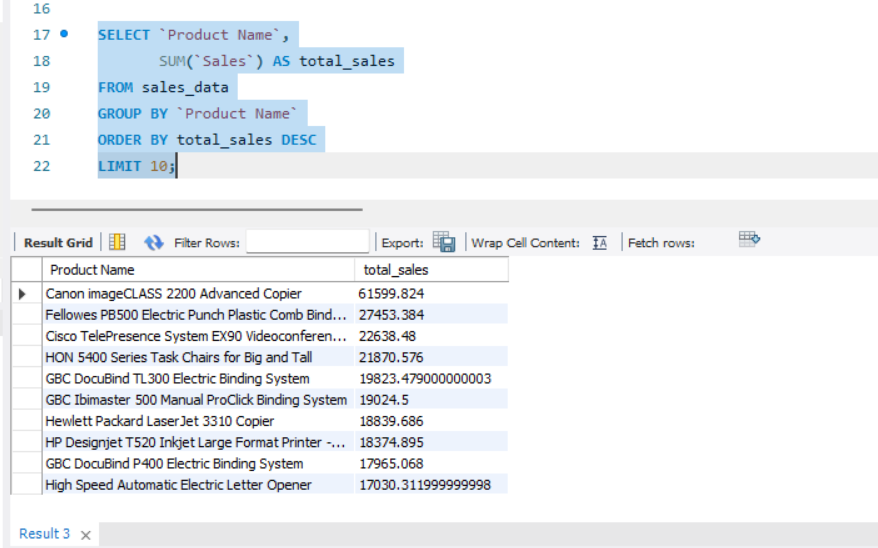 16
17 SELECT `Product Name`,
18 SUM(`Sales`) AS total_sales
19 FROM sales_data
20 GROUP BY `Product Name`
21 ORDER BY total_sales DESC
22 LIMIT 10;
Result Grid Filter Rows: Export: Wrap Cell Content: IA Fetch rows:
Product Name total_sales
Canon imageCLASS 2200 Advanced Copier 61599.824
Fellowes PB500 Electric Punch Plastic Comb Bind... 27453.384
Cisco TelePresence System EX90 Videoconferen... 22638.48
HON 5400 Series Task Chairs for Big and Tall 21870.576
GBC DocuBind TL300 Electric Binding System 19823.479000000003
GBC Ibimaster 500 Manual ProClick Binding System 19024.5
Hewlett Packard LaserJet 3310 Copier 18839.686
HP Designjet T520 Inkjet Large Format Printer -... 18374.895
GBC DocuBind P400 Electric Binding System 17965.068
High Speed Automatic Electric Letter Opener 17030.311999999998
Result 3